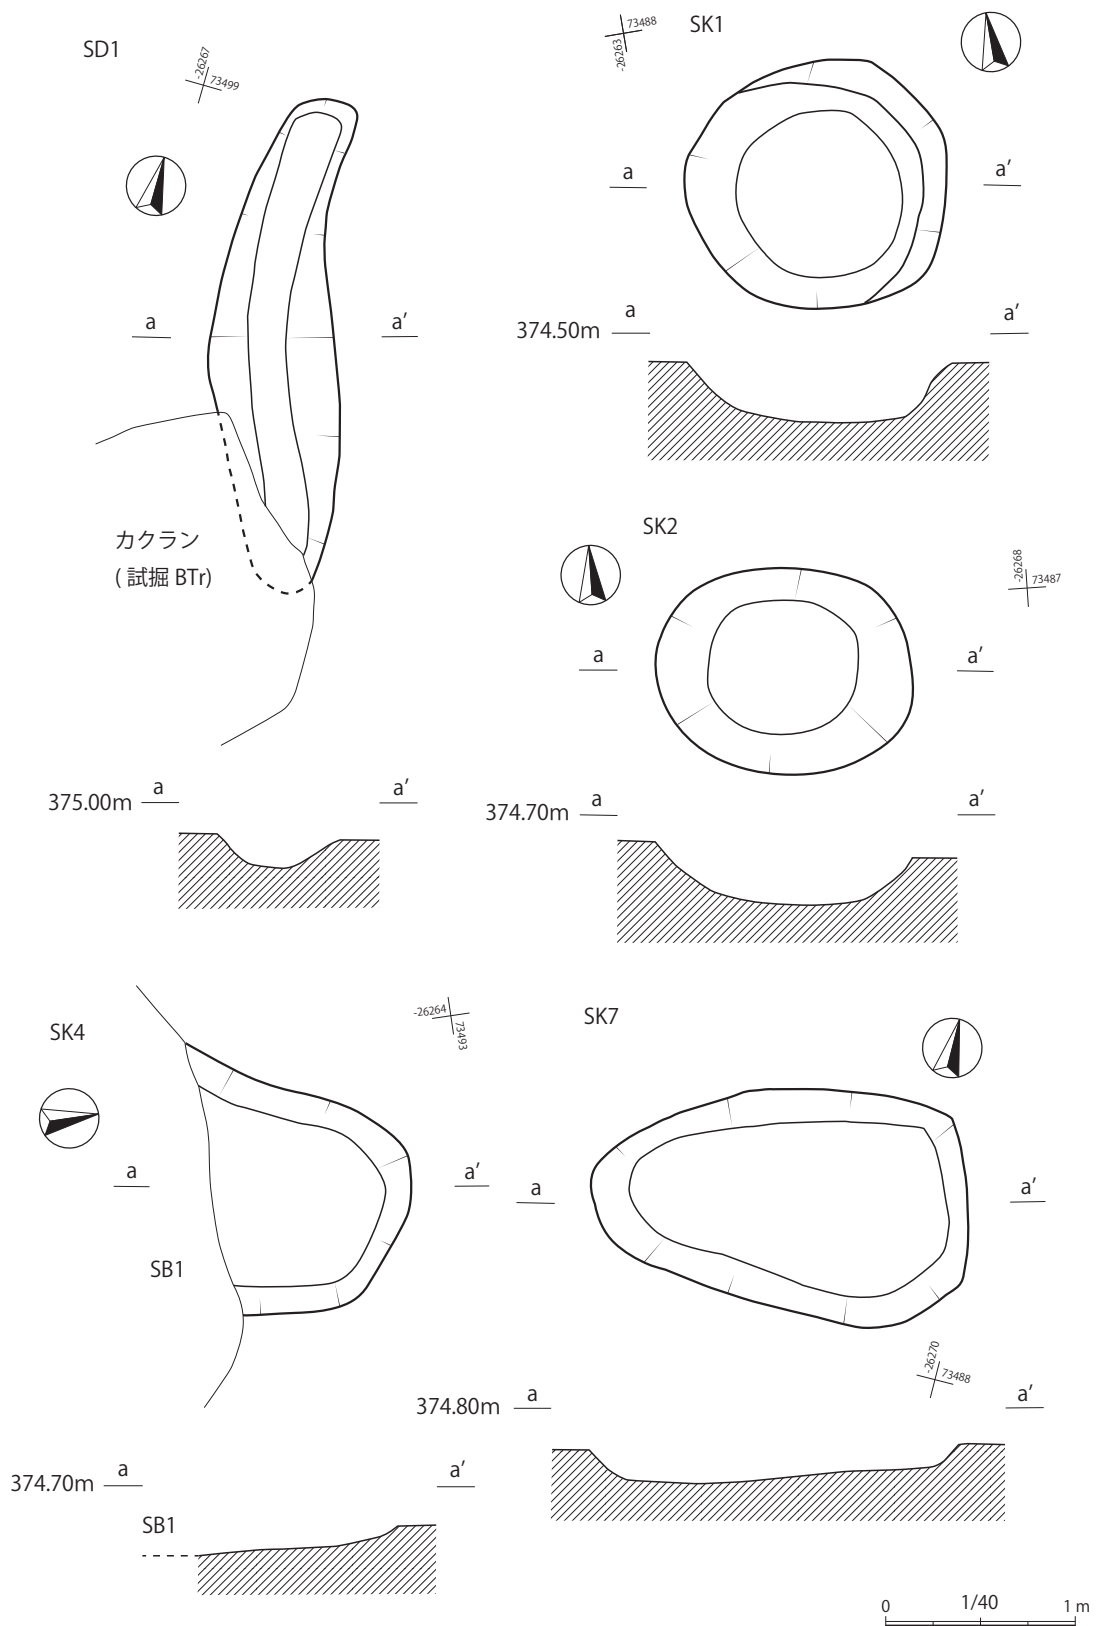 SD1
-26267
73499
a
a’
カクラン
( 試掘 BTr)
375.00m
a
a’
73488
-26263
SK1
a
a’
374.50m
a
a’
SK2
-26268
73487
a
a’
374.70m
a
a’
SK4
-26264
73493
a
a’
SB1
374.70m
a
a’
SB1
SK7
a
a’
-26270
73488
374.80m
a
a’
0
1/40
1 m